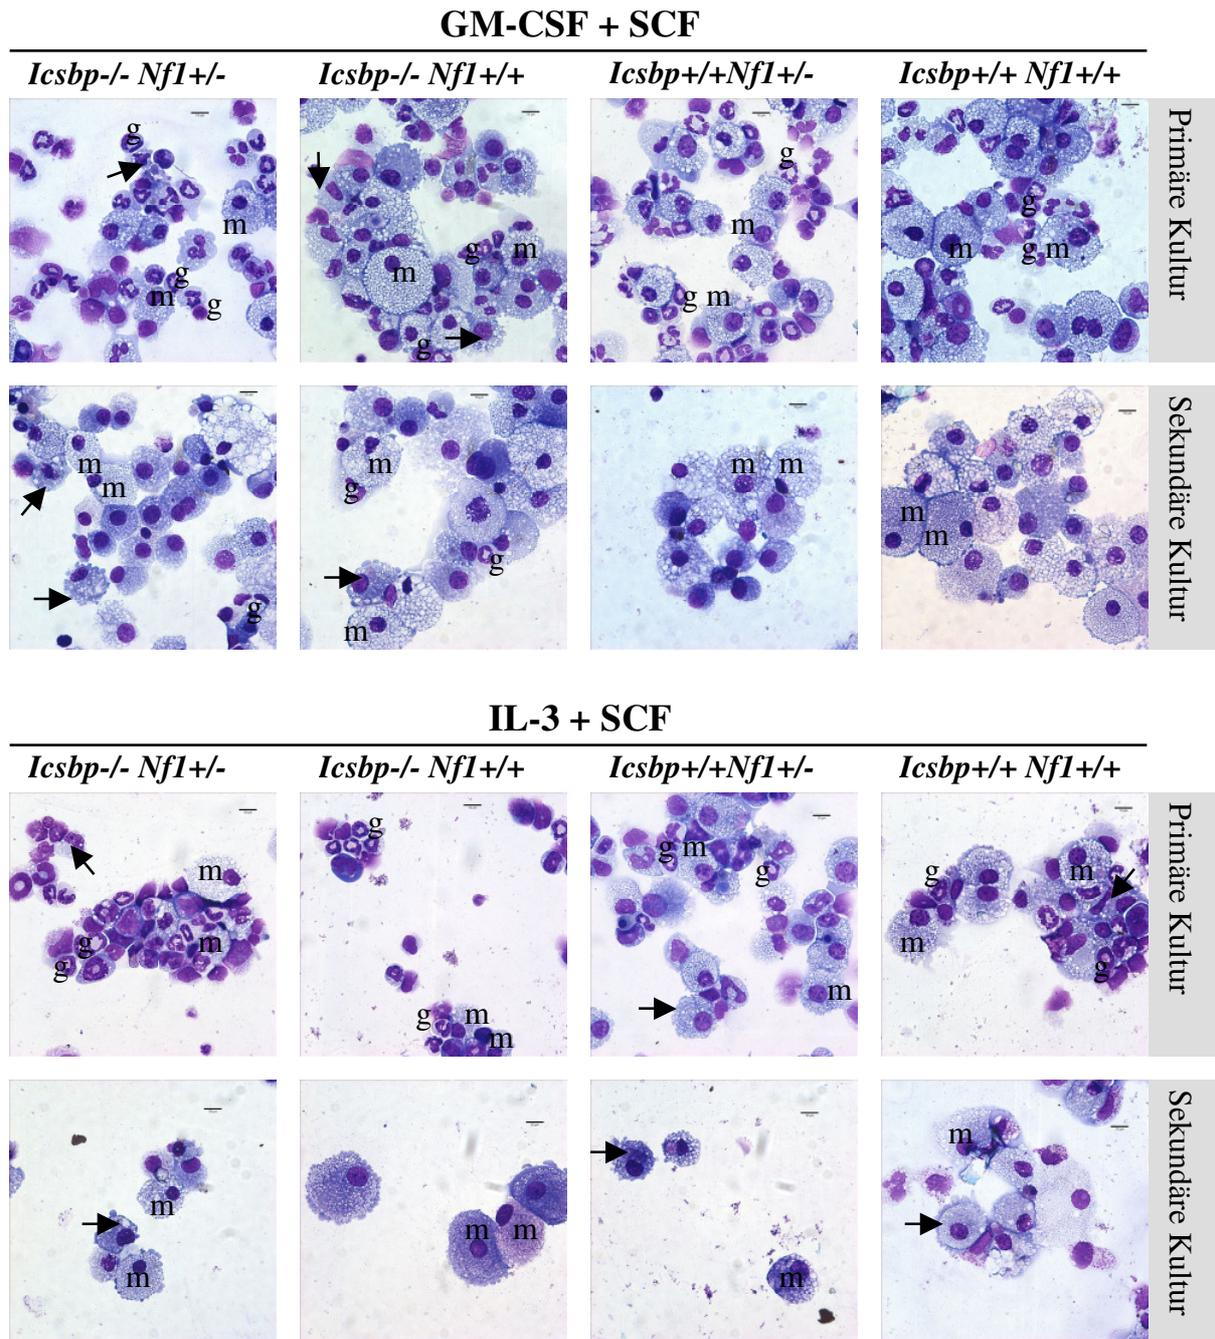 GM-CSF + SCF
Icsbp-/- Nf1+/- Icsbp-/- Nf1+/+ Icsbp+/+Nf1+/- Icsbp+/+ Nf1+/+
Primäre Kultur
g
m
g
m
g
g
m
m
g
g
m
g m
g
m
g m
Sekundäre Kultur
m
m
g
m
g
g
m
m m
m
m
IL-3 + SCF
Icsbp-/- Nf1+/- Icsbp-/- Nf1+/+ Icsbp+/+Nf1+/- Icsbp+/+ Nf1+/+
Primäre Kultur
m
g
m
g
g
g m
m
g m
g
m
g
m
m
g
Sekundäre Kultur
m
m
m m
m
m